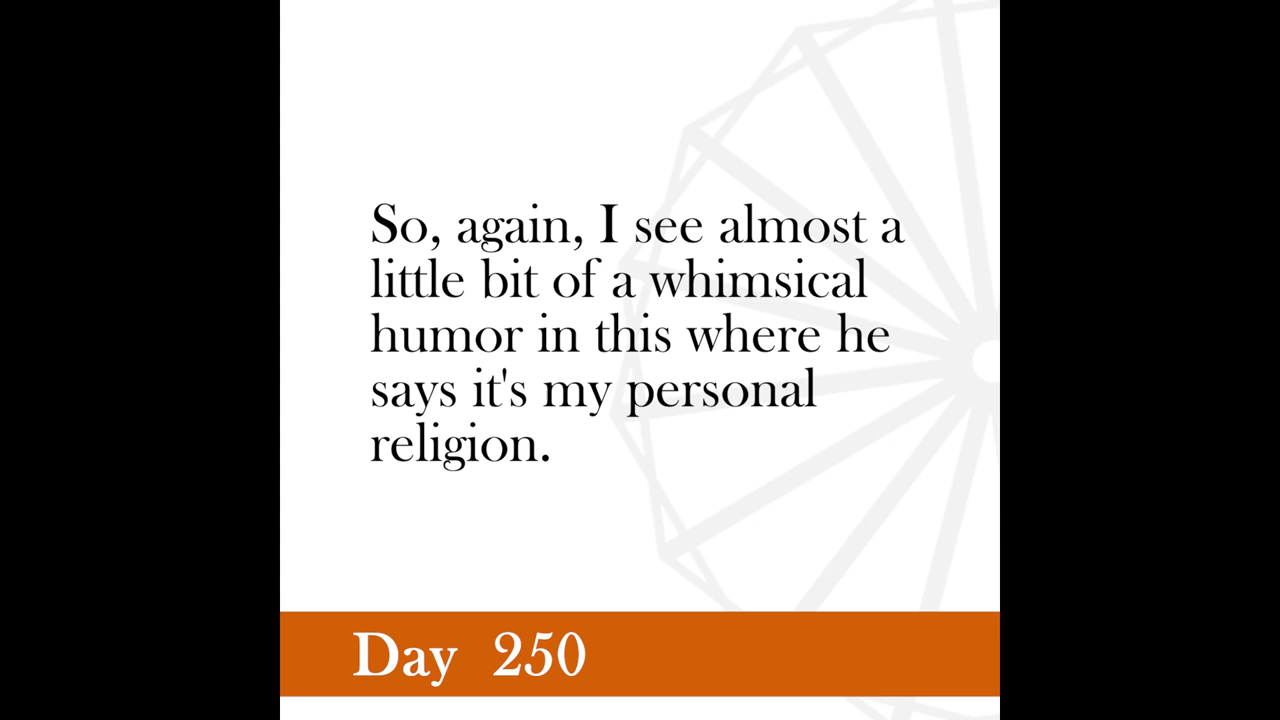 So, again, I see almost a
little bit of a whimsical
humor in this where he
says it's my personal
religion.
Day 250